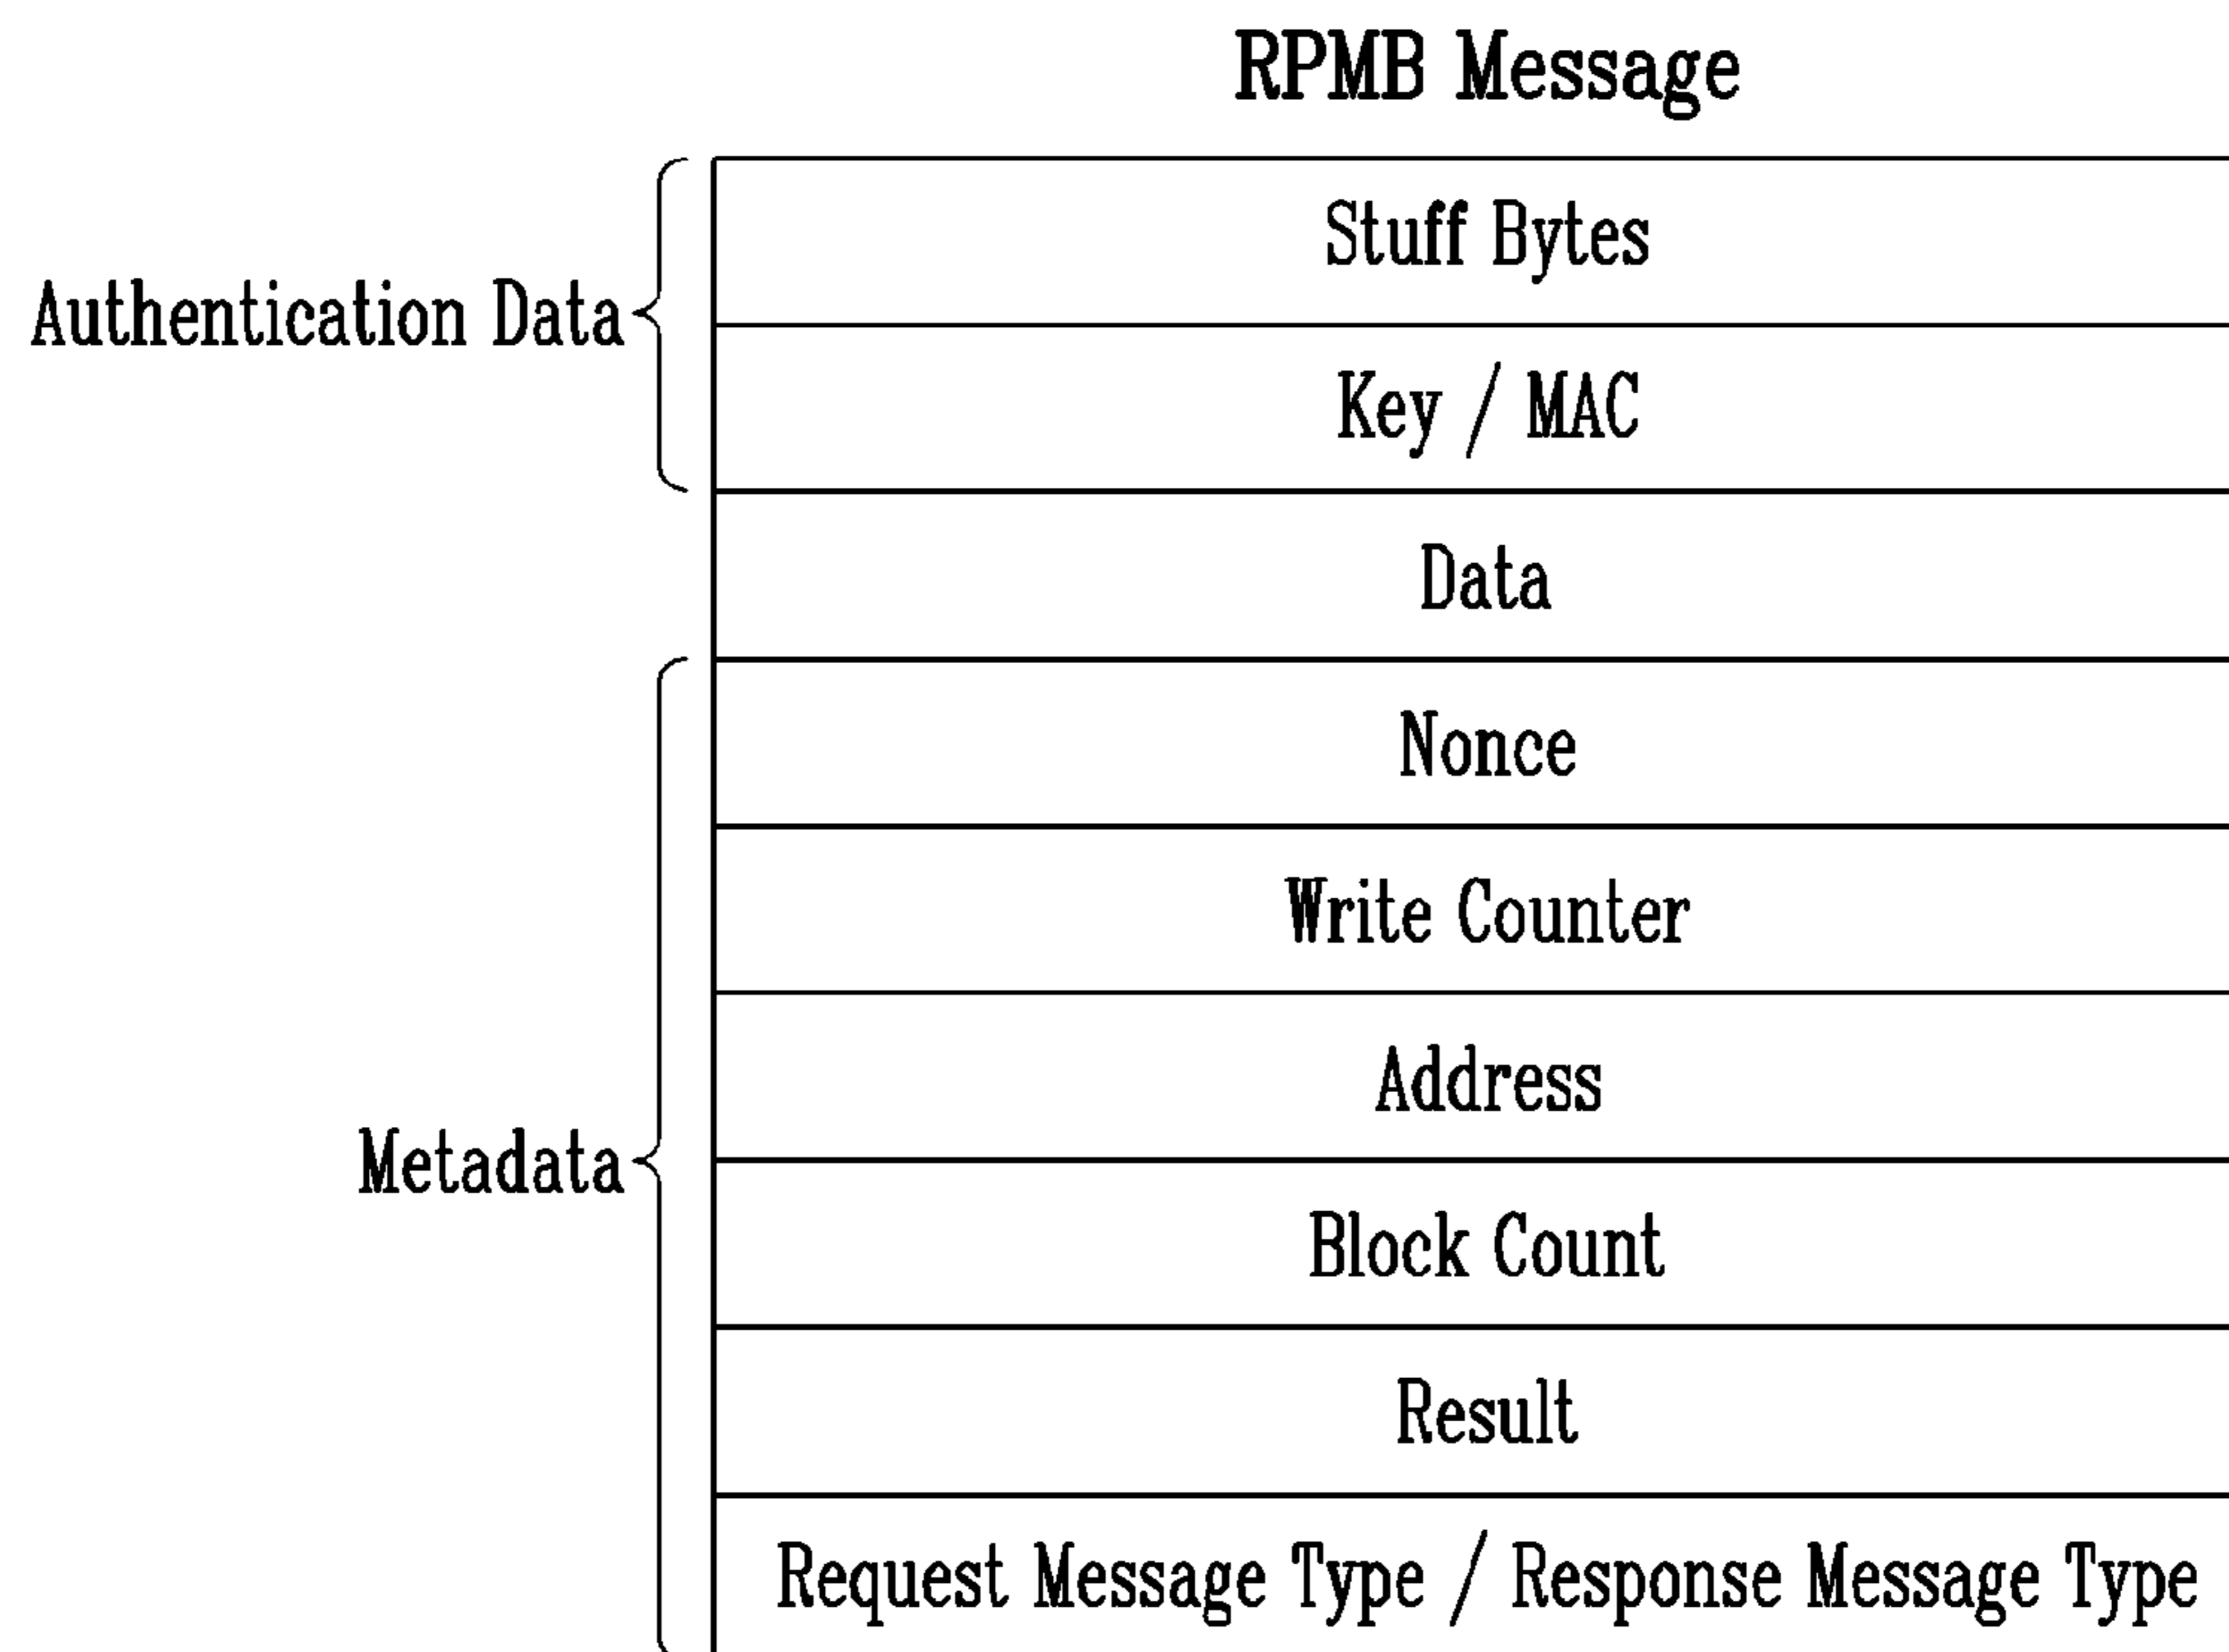 RPMB Message
Stuff Bytes
Authentication Data
Key / MAC
Data
Nonce
Write Counter
Address
Metadata
Block Count
Result
Request Message Type / Response Message Type